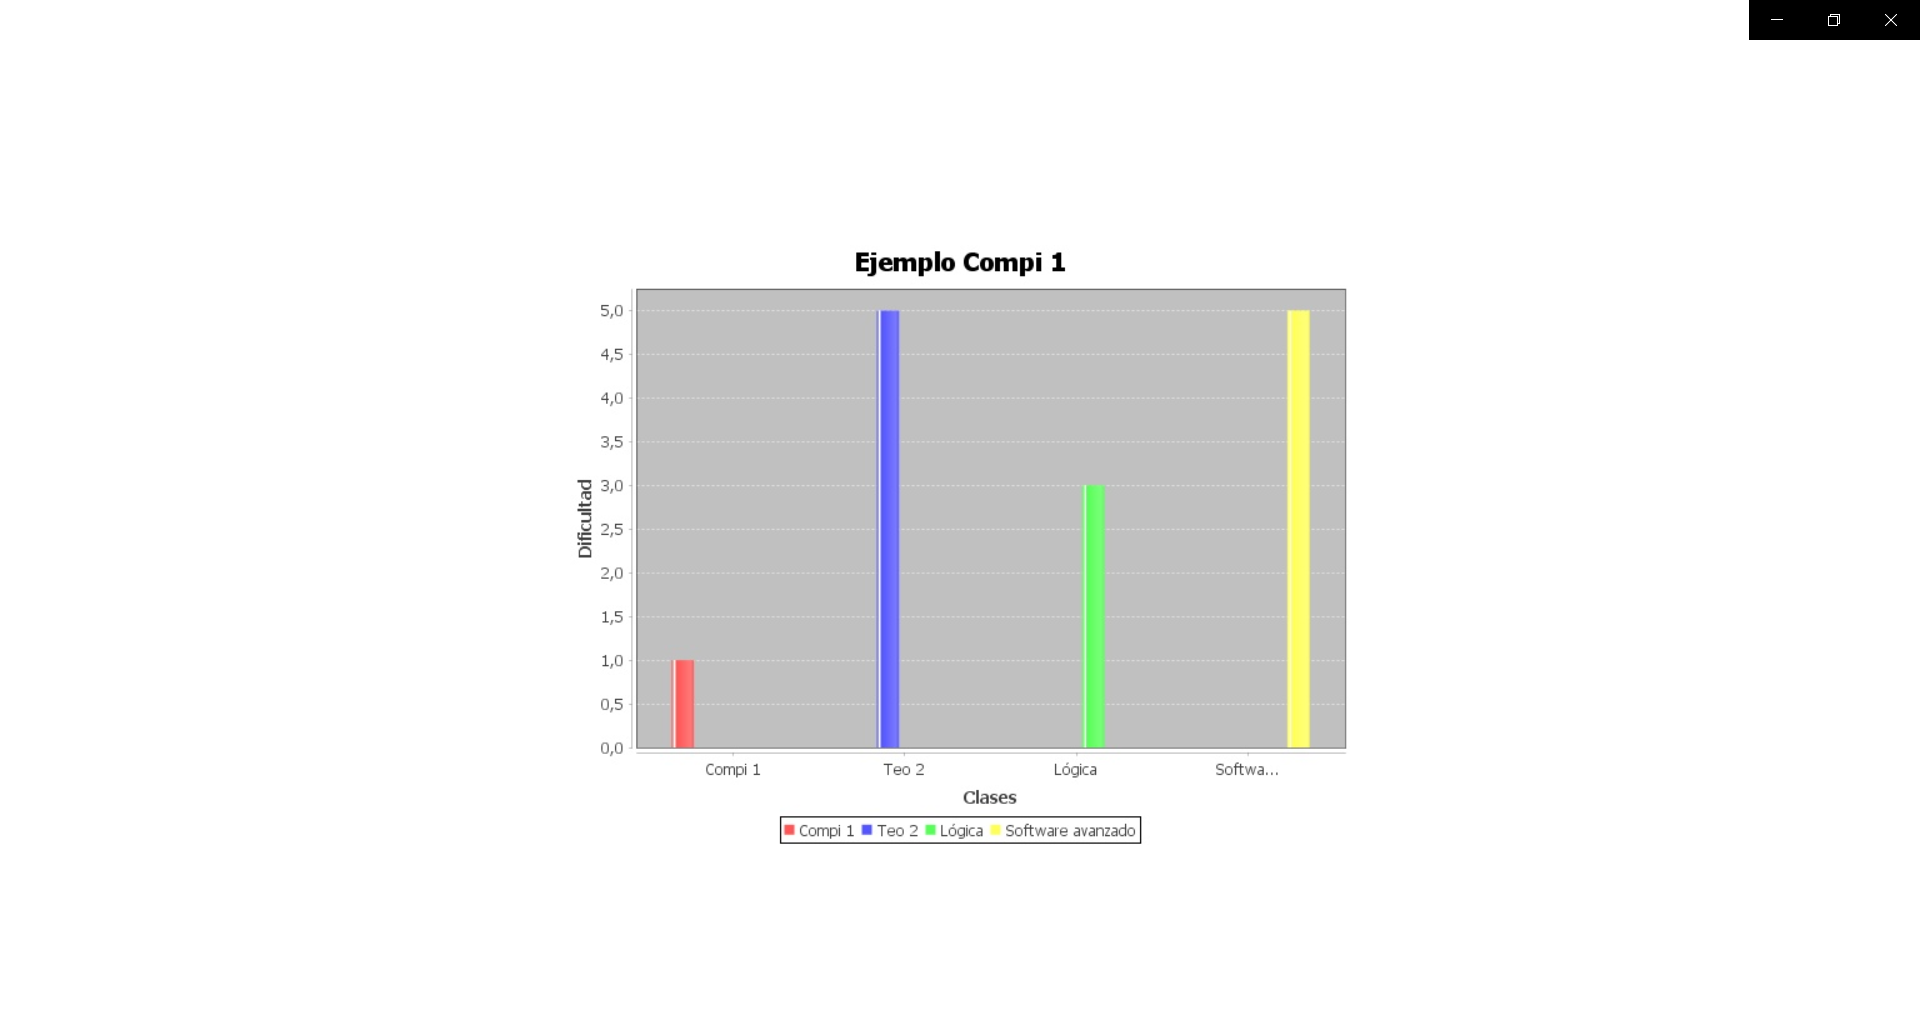 Ejemplo Compi 1
5,0
4,5
4,0
3,5
3,0
2,5
2,0
1,5
1,0
0,5
0,0
Dificultad
Compi 1 Teo 2 Lógica Softwa...
Clases
Compi 1 Teo 2 Lógica Software avanzado